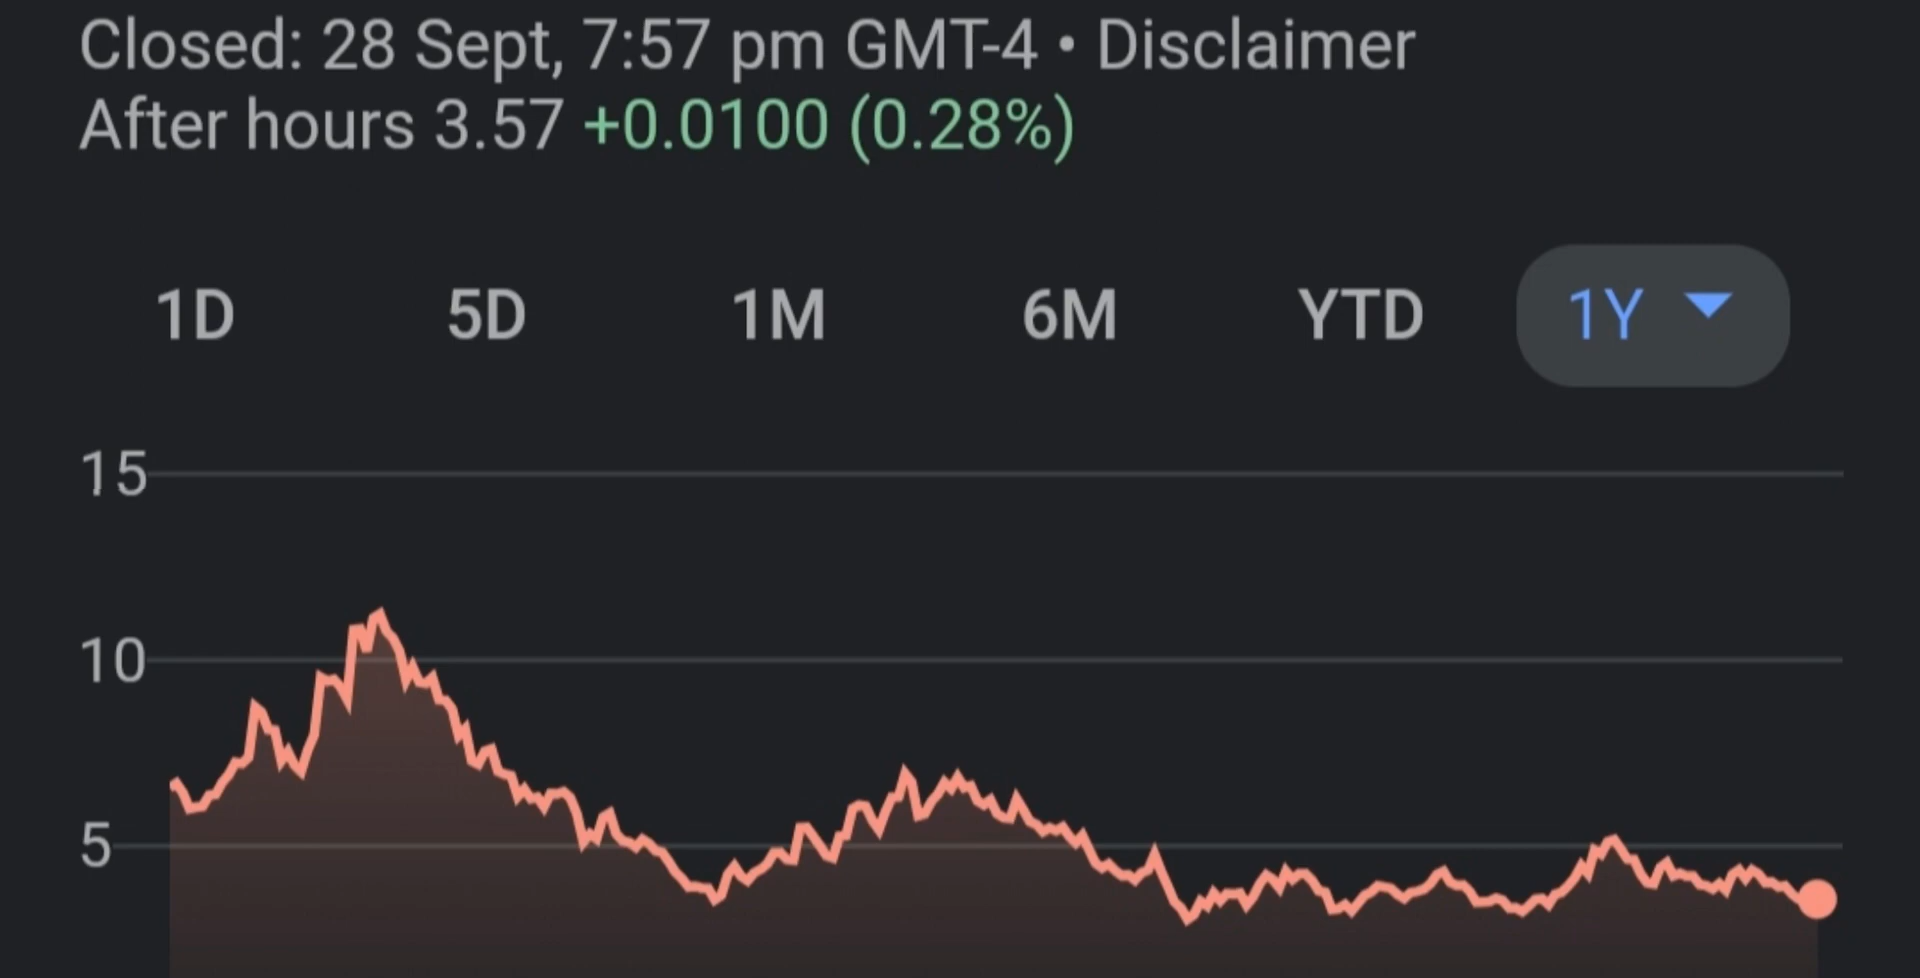 Closed: 28 Sept, 7:57 pm GMT-4 • Disclaimer
After hours 3.57 +0.0100 (0.28%)
1D 5D 1M 6M YTD 1Y
15
10
5